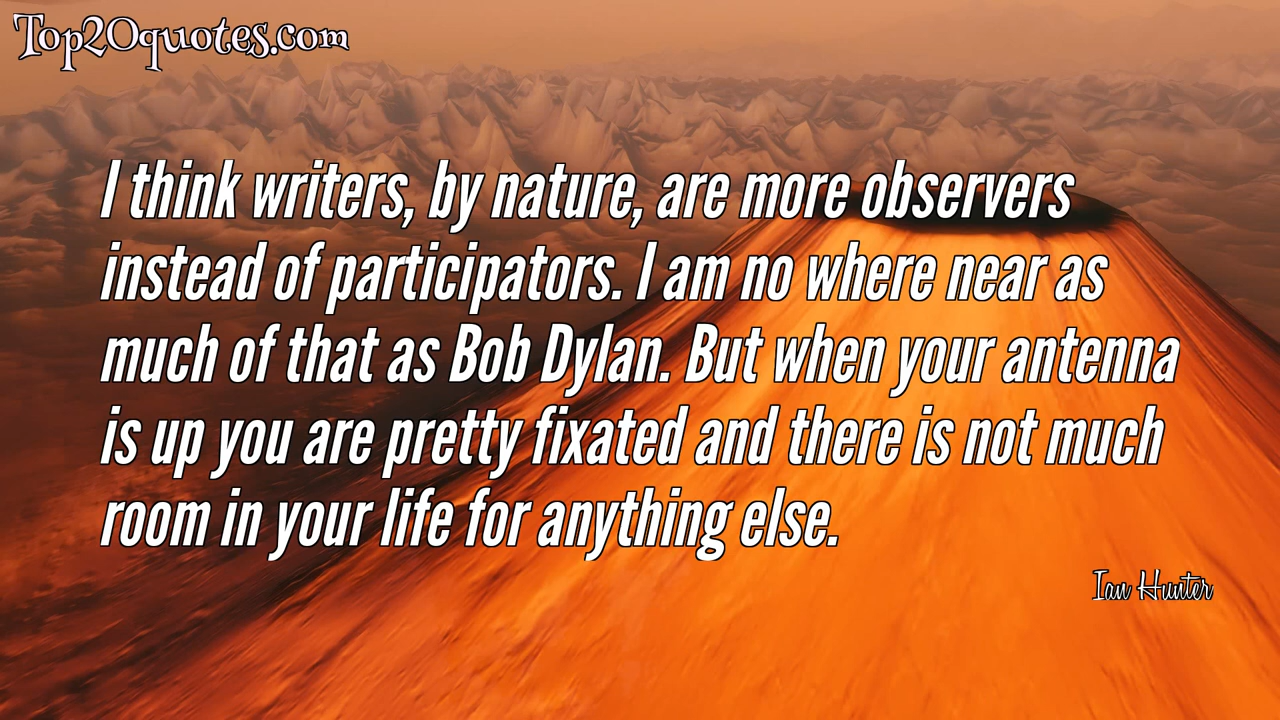 Top20quotes.com
I think writers, by nature, are more observers
instead of participators. I am no where near as
much of that as Bob Dylan. But when your antenna
is up you are pretty fixated and there is not much
room in your life for anything else.
Ian Hunter